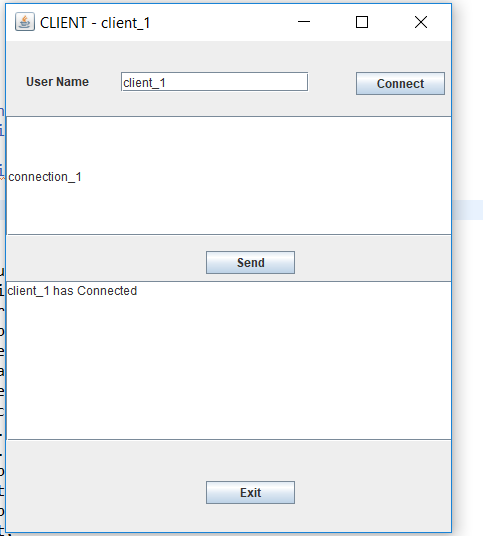 CLIENT - client_1
User Name client_1 Connect
connection_1
Send
client_1 has Connected
Exit